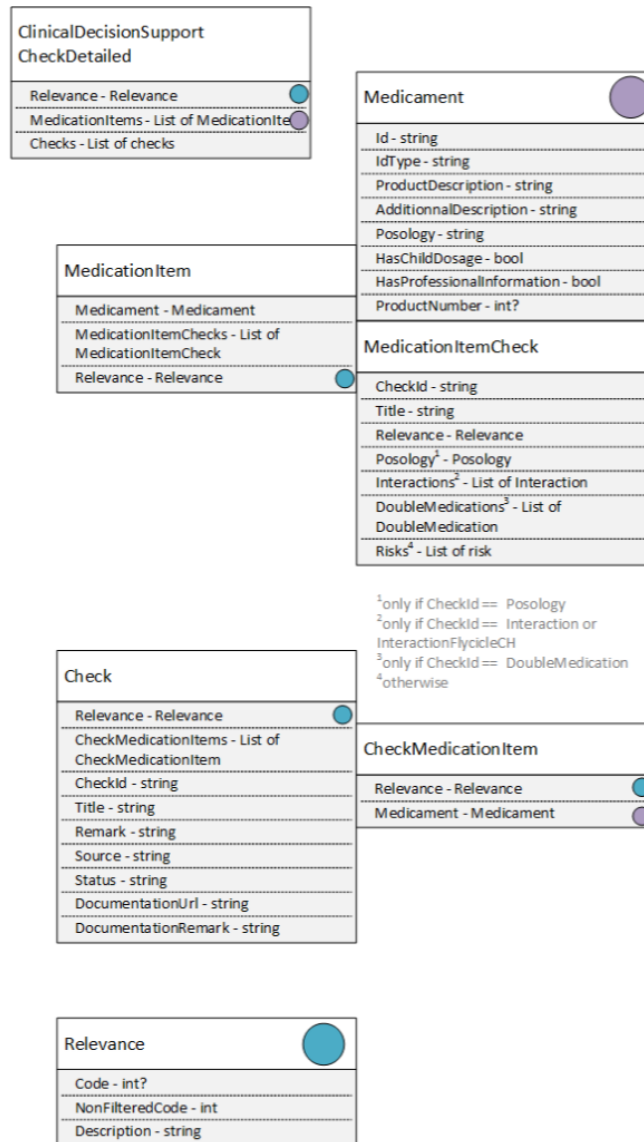 ClinicalDecisionSupport
CheckDetailed
Relevance - Relevance
MedicationItems - List of MedicationIte
Checks - List of checks
Medicament
Id - string
IdType - string
ProductDescription - string
AdditionnalDescription - string
Posology - string
HasChildDosage - bool
HasProfessionalInformation - bool
ProductNumber - int?
MedicationItem
Medicament - Medicament
MedicationItemChecks - List of
MedicationItemCheck
Relevance - Relevance
MedicationItemCheck
CheckId - string
Title - string
Relevance - Relevance
Posology¹ - Posology
Interactions² - List of Interaction
DoubleMedications³ - List of
DoubleMedication
Risks⁴ - List of risk
¹only if CheckId == Posology
²only if CheckId == Interaction or
InteractionFlycicleCH
³only if CheckId == DoubleMedication
⁴otherwise
Check
Relevance - Relevance
CheckMedicationItems - List of
CheckMedicationItem
CheckId - string
Title - string
Remark - string
Source - string
Status - string
DocumentationUrl - string
DocumentationRemark - string
CheckMedicationItem
Relevance - Relevance
Medicament - Medicament
Relevance
Code - int?
NonFilteredCode - int
Description - string